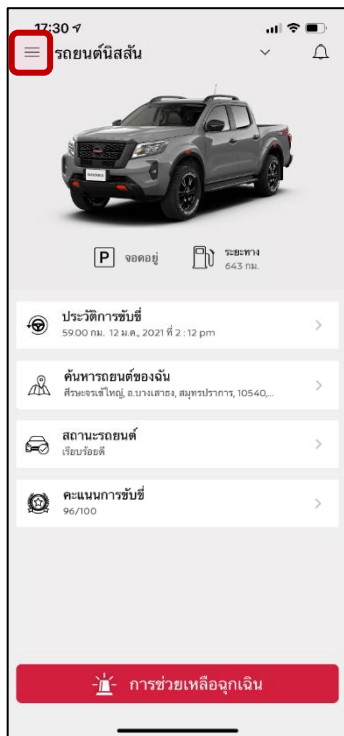 17:30
รถยนต์นิสสัน
NAVARA
P จอดอยู่
ระยะทาง
643 กม.
ประวัติการขับขี่
59.00 กม. 12 ม.ค., 2021 ที่ 2 : 12 pm
ค้นหารถยนต์ของฉัน
ศีรษะจรเข้ใหญ่, อ.บางเสาธง, สมุทรปราการ, 10540,...
สถานะรถยนต์
เรียบร้อยดี
คะแนนการขับขี่
96/100
การช่วยเหลือฉุกเฉิน